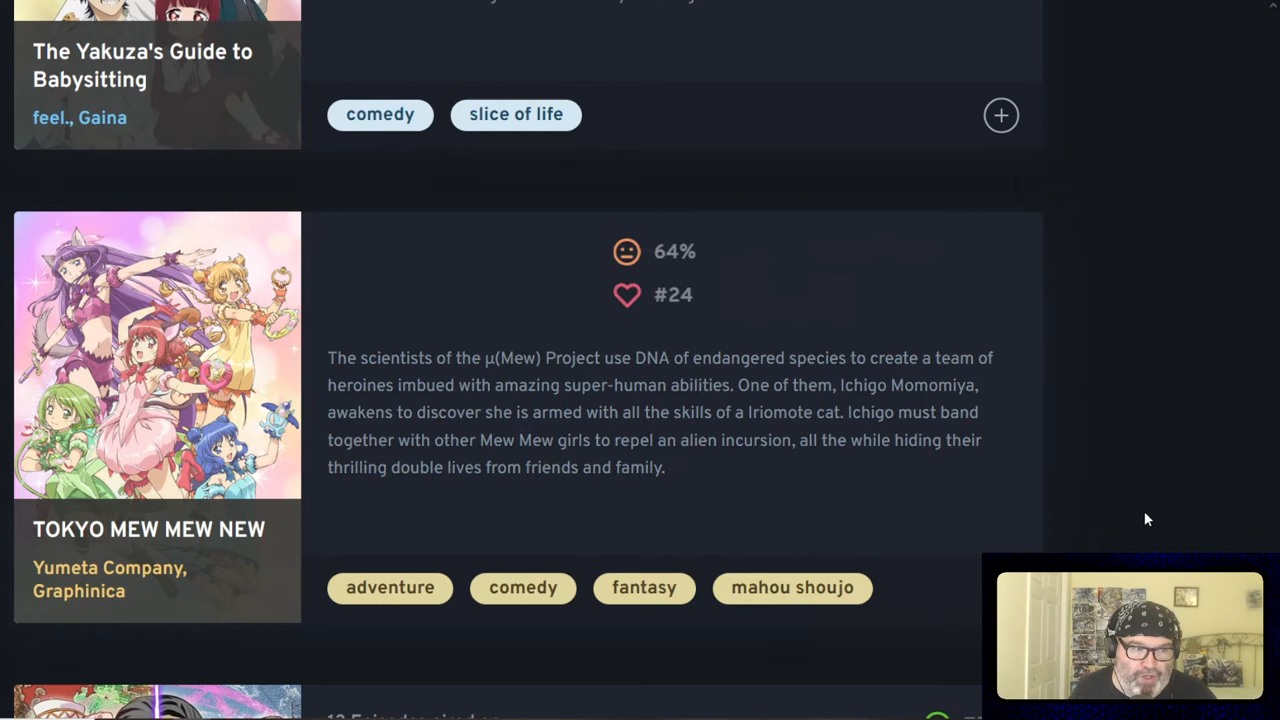 The Yakuza's Guide to
Babysitting
feel., Gaina
comedy
slice of life
64%
#24
The scientists of the µ(Mew) Project use DNA of endangered species to create a team of
heroines imbued with amazing super-human abilities. One of them, Ichigo Momomiya,
awakens to discover she is armed with all the skills of a Iriomote cat. Ichigo must band
together with other Mew Mew girls to repel an alien incursion, all the while hiding their
thrilling double lives from friends and family.
TOKYO MEW MEW NEW
Yumeta Company,
Graphinica
adventure
comedy
fantasy
mahou shoujo